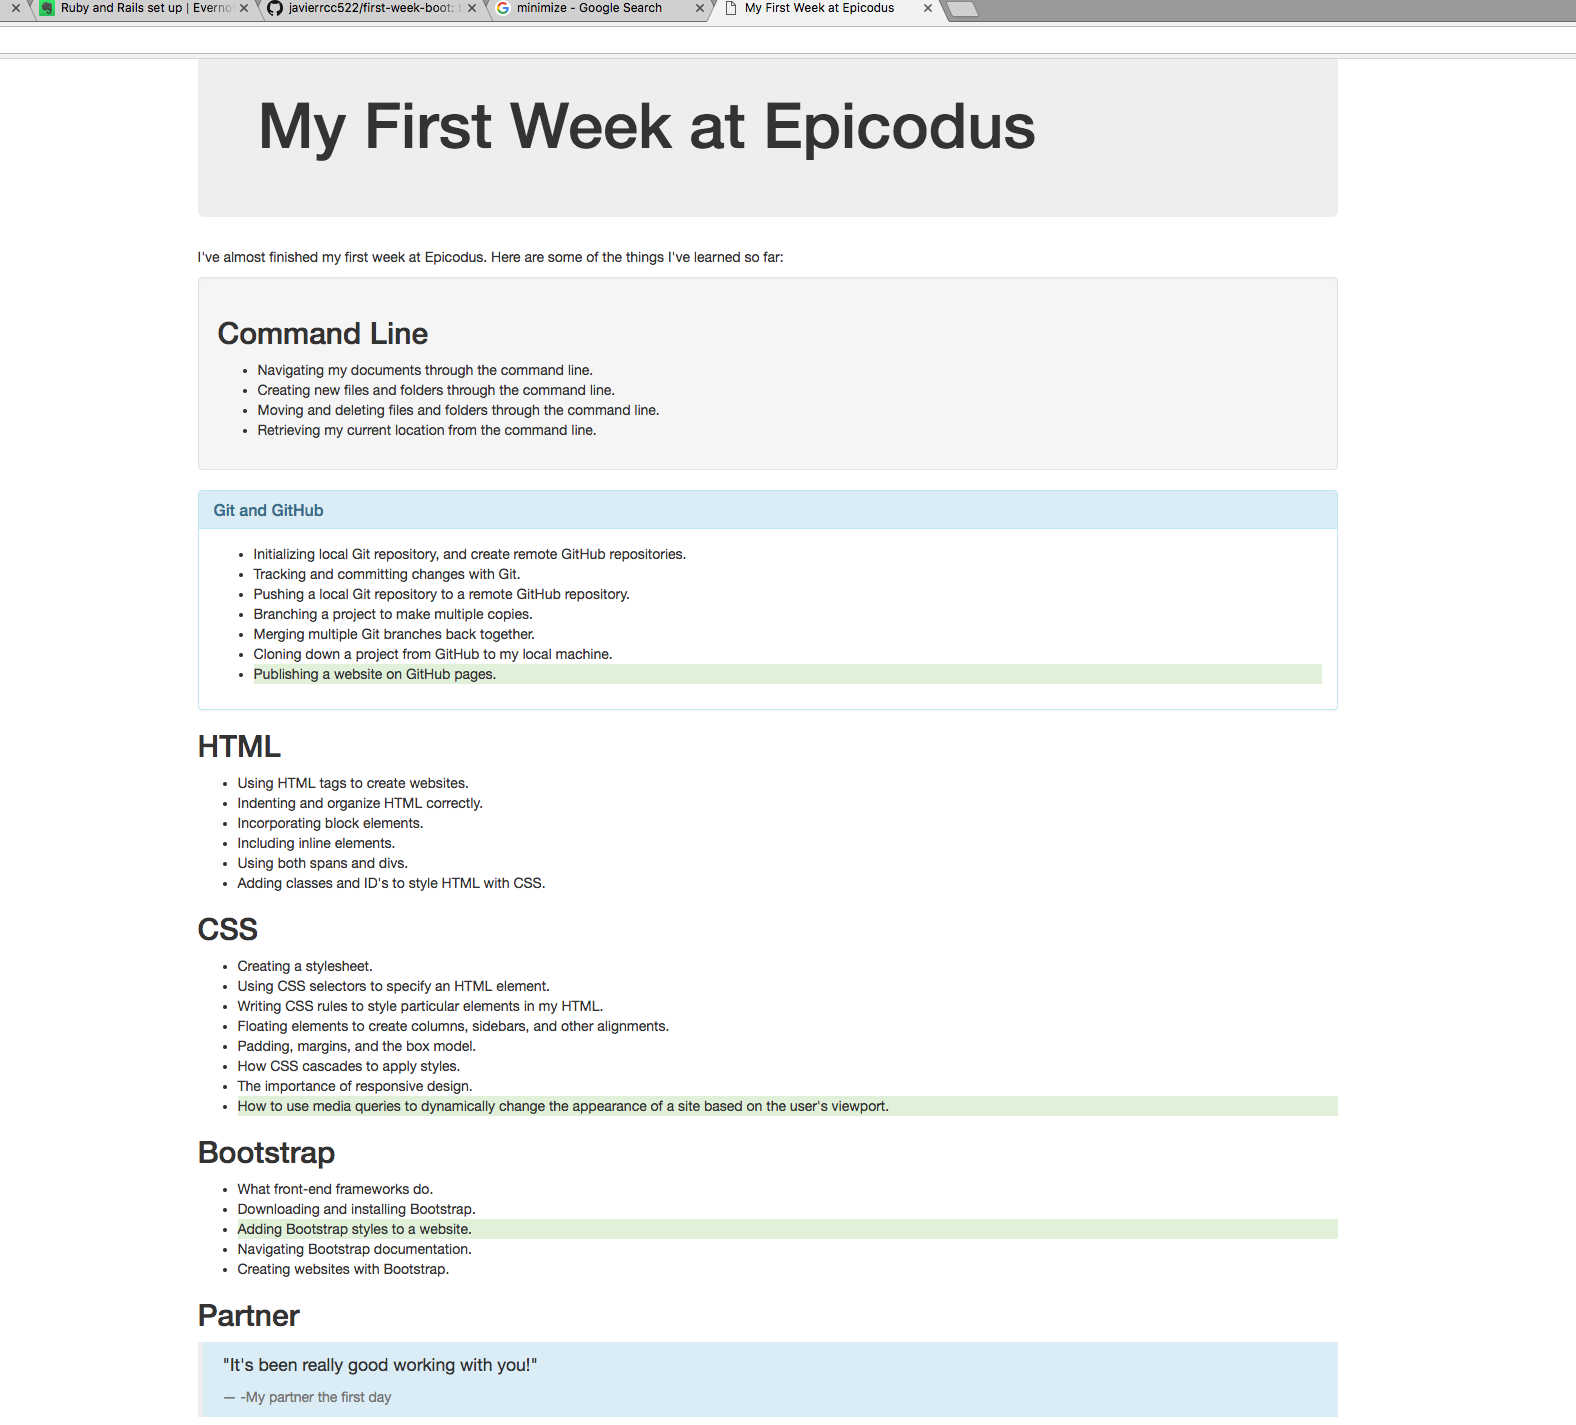 Ruby and Rails set up | Everno
javierrcc522/first-week-boot:
minimize - Google Search
My First Week at Epicodus
My First Week at Epicodus
I've almost finished my first week at Epicodus. Here are some of the things I've learned so far:
Command Line
Navigating my documents through the command line.
Creating new files and folders through the command line.
Moving and deleting files and folders through the command line.
Retrieving my current location from the command line.
Git and GitHub
Initializing local Git repository, and create remote GitHub repositories.
Tracking and committing changes with Git.
Pushing a local Git repository to a remote GitHub repository.
Branching a project to make multiple copies.
Merging multiple Git branches back together.
Cloning down a project from GitHub to my local machine.
Publishing a website on GitHub pages.
HTML
Using HTML tags to create websites.
Indenting and organize HTML correctly.
Incorporating block elements.
Including inline elements.
Using both spans and divs.
Adding classes and ID's to style HTML with CSS.
CSS
Creating a stylesheet.
Using CSS selectors to specify an HTML element.
Writing CSS rules to style particular elements in my HTML.
Floating elements to create columns, sidebars, and other alignments.
Padding, margins, and the box model.
How CSS cascades to apply styles.
The importance of responsive design.
How to use media queries to dynamically change the appearance of a site based on the user's viewport.
Bootstrap
What front-end frameworks do.
Downloading and installing Bootstrap.
Adding Bootstrap styles to a website.
Navigating Bootstrap documentation.
Creating websites with Bootstrap.
Partner
"It's been really good working with you!"
— -My partner the first day